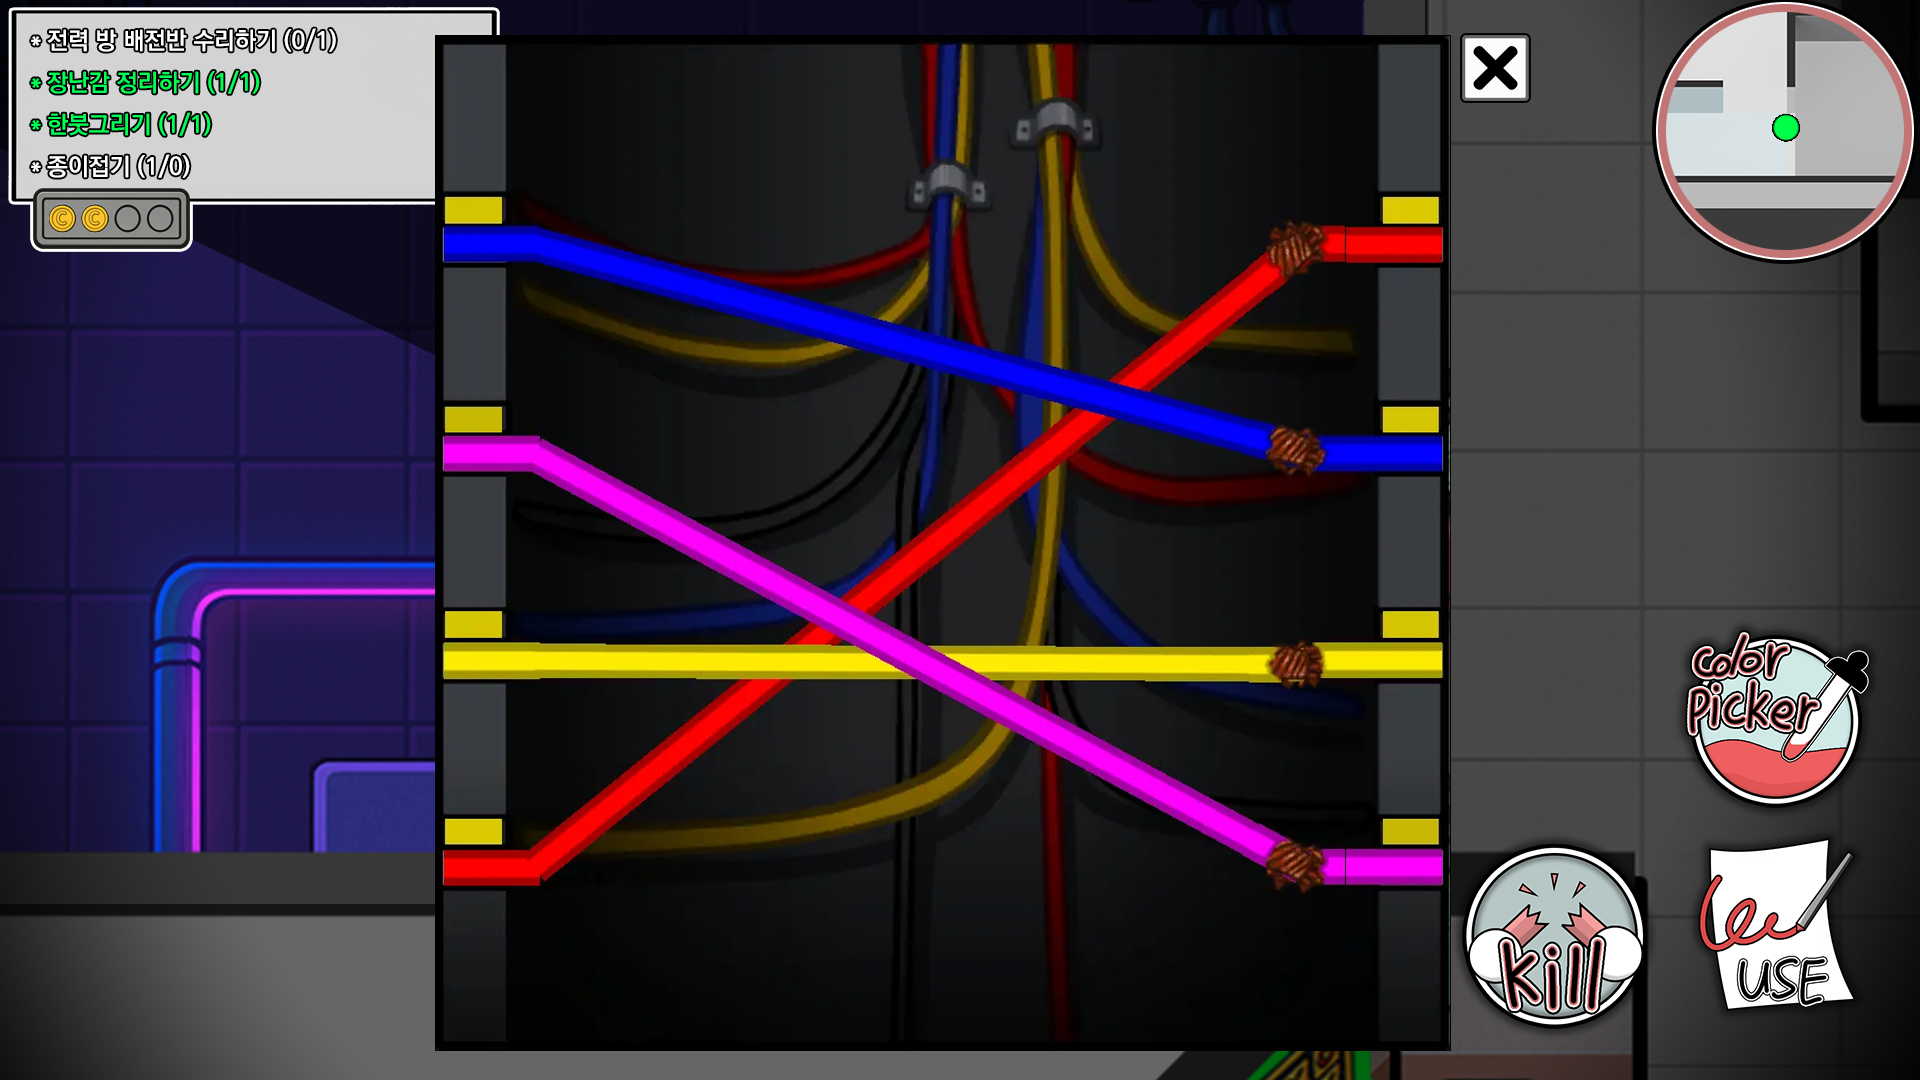 * 전력 방 배전반 수리하기 (0/1)
* 장난감 정리하기 (1/1)
* 한붓그리기 (1/1)
* 종이접기 (1/0)
C C
color
Picker
Kill
USE